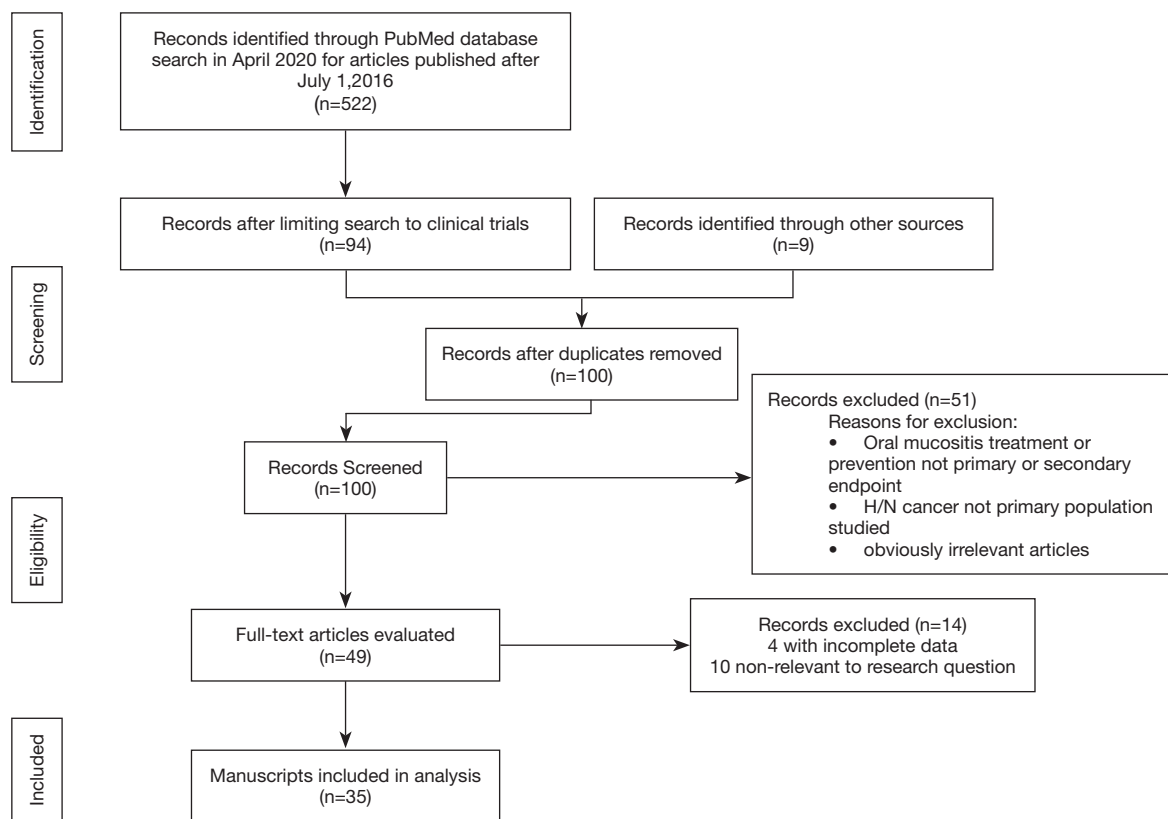 Identification
Records identified through PubMed database
search in April 2020 for articles published after
July 1,2016
(n=522)
Records after limiting search to clinical trials
(n=94)
Records identified through other sources
(n=9)
Screening
Records after duplicates removed
(n=100)
Records Screened
(n=100)
Records excluded (n=51)
Reasons for exclusion:
• Oral mucositis treatment or
prevention not primary or secondary
endpoint
• H/N cancer not primary population
studied
• obviously irrelevant articles
Eligibility
Full-text articles evaluated
(n=49)
Records excluded (n=14)
4 with incomplete data
10 non-relevant to research question
Included
Manuscripts included in analysis
(n=35)